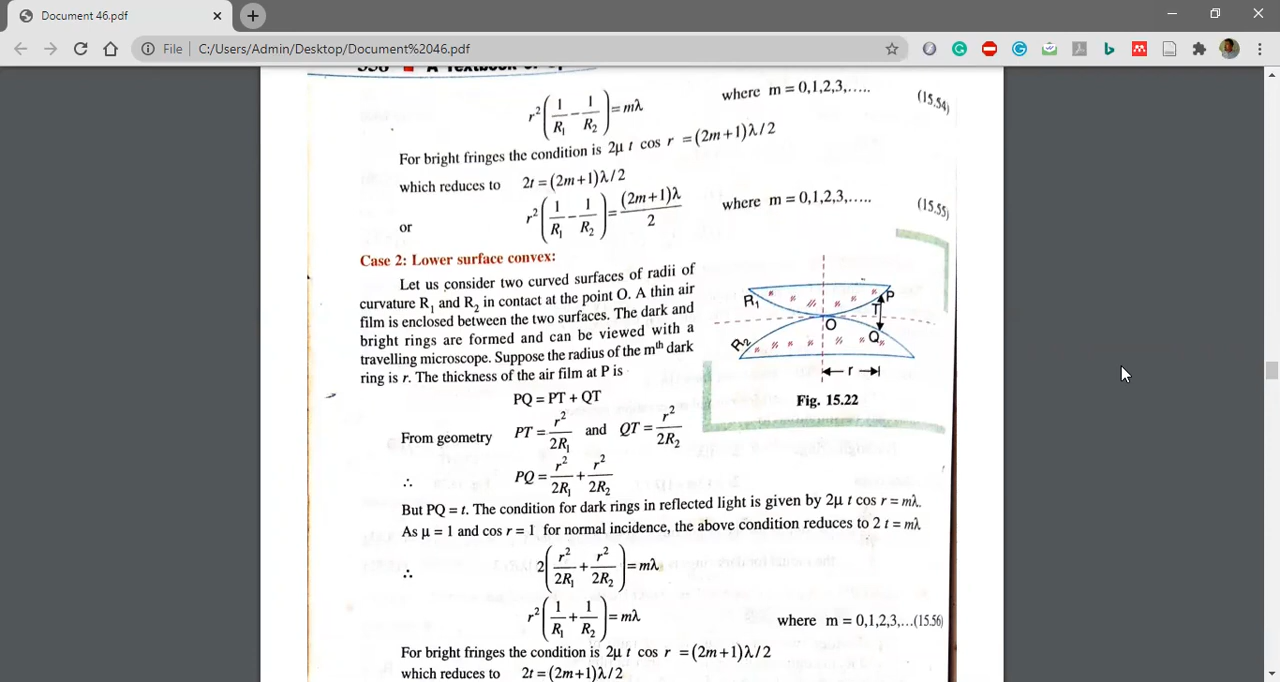 Document 46.pdf
File | C:/Users/Admin/Desktop/Document%2046.pdf
r²(1/R₁ − 1/R₂) = mλ where m = 0,1,2,3,..... (15.54)
For bright fringes the condition is 2μ t cos r = (2m+1)λ/2
which reduces to 2t = (2m+1)λ/2
or r²(1/R₁ − 1/R₂) = (2m+1)λ/2 where m = 0,1,2,3,..... (15.55)
Case 2: Lower surface convex:
Let us consider two curved surfaces of radii of
curvature R₁ and R₂ in contact at the point O. A thin air
film is enclosed between the two surfaces. The dark and
bright rings are formed and can be viewed with a
travelling microscope. Suppose the radius of the mᵗʰ dark
ring is r. The thickness of the air film at P is
R₁
P
T
O
R₂
Q
r
Fig. 15.22
PQ = PT + QT
From geometry PT = r²/2R₁ and QT = r²/2R₂
∴ PQ = r²/2R₁ + r²/2R₂
But PQ = t. The condition for dark rings in reflected light is given by 2μ t cos r = mλ.
As μ = 1 and cos r = 1 for normal incidence, the above condition reduces to 2 t = mλ
∴ 2(r²/2R₁ + r²/2R₂) = mλ
r²(1/R₁ + 1/R₂) = mλ where m = 0,1,2,3,...(15.56)
For bright fringes the condition is 2μ t cos r = (2m+1)λ/2
which reduces to 2t = (2m+1)λ/2